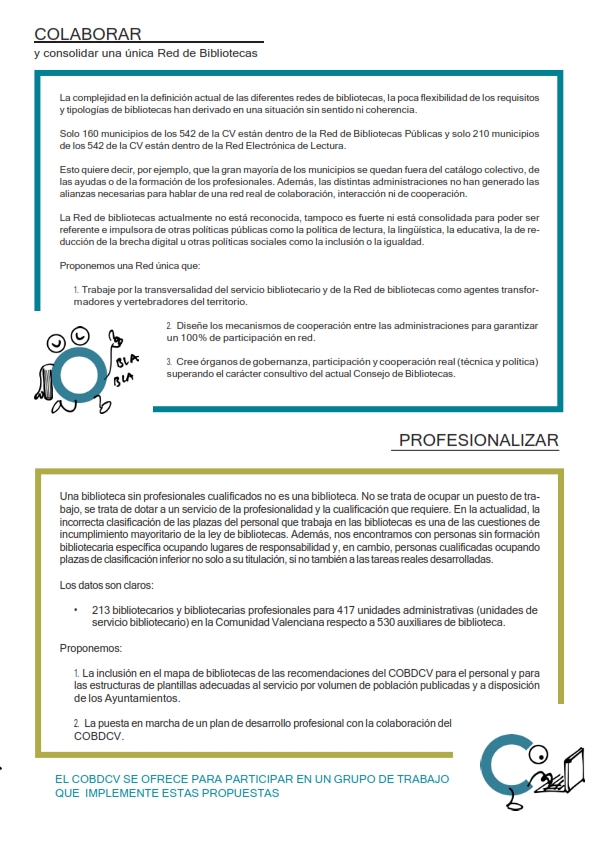 COLABORAR
y consolidar una única Red de Bibliotecas
La complejidad en la definición actual de las diferentes redes de bibliotecas, la poca flexibilidad de los requisitos
y tipologías de bibliotecas han derivado en una situación sin sentido ni coherencia.
Solo 160 municipios de los 542 de la CV están dentro de la Red de Bibliotecas Públicas y solo 210 municipios
de los 542 de la CV están dentro de la Red Electrónica de Lectura.
Esto quiere decir, por ejemplo, que la gran mayoría de los municipios se quedan fuera del catálogo colectivo, de
las ayudas o de la formación de los profesionales. Además, las distintas administraciones no han generado las
alianzas necesarias para hablar de una red real de colaboración, interacción ni de cooperación.
La Red de bibliotecas actualmente no está reconocida, tampoco es fuerte ni está consolidada para poder ser
referente e impulsora de otras políticas públicas como la política de lectura, la lingüística, la educativa, la de re-
ducción de la brecha digital u otras políticas sociales como la inclusión o la igualdad.
Proponemos una Red única que:
1. Trabaje por la transversalidad del servicio bibliotecario y de la Red de bibliotecas como agentes transfor-
madores y vertebradores del territorio.
2. Diseñe los mecanismos de cooperación entre las administraciones para garantizar
un 100% de participación en red.
3. Cree órganos de gobernanza, participación y cooperación real (técnica y política)
superando el carácter consultivo del actual Consejo de Bibliotecas.
BLA
BLA
PROFESIONALIZAR
Una biblioteca sin profesionales cualificados no es una biblioteca. No se trata de ocupar un puesto de tra-
bajo, se trata de dotar a un servicio de la profesionalidad y la cualificación que requiere. En la actualidad, la
incorrecta clasificación de las plazas del personal que trabaja en las bibliotecas es una de las cuestiones de
incumplimiento mayoritario de la ley de bibliotecas. Además, nos encontramos con personas sin formación
bibliotecaria específica ocupando lugares de responsabilidad y, en cambio, personas cualificadas ocupando
plazas de clasificación inferior no solo a su titulación, si no también a las tareas reales desarrolladas.
Los datos son claros:
• 213 bibliotecarios y bibliotecarias profesionales para 417 unidades administrativas (unidades de
servicio bibliotecario) en la Comunidad Valenciana respecto a 530 auxiliares de biblioteca.
Proponemos:
1. La inclusión en el mapa de bibliotecas de las recomendaciones del COBDCV para el personal y para
las estructuras de plantillas adecuadas al servicio por volumen de población publicadas y a disposición
de los Ayuntamientos.
2. La puesta en marcha de un plan de desarrollo profesional con la colaboración del
COBDCV.
EL COBDCV SE OFRECE PARA PARTICIPAR EN UN GRUPO DE TRABAJO
QUE IMPLEMENTE ESTAS PROPUESTAS